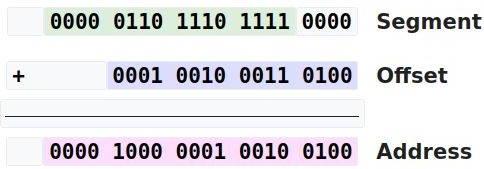 0000 0110 1110 1111 0000 Segment
+ 0001 0010 0011 0100 Offset
0000 1000 0001 0010 0100 Address